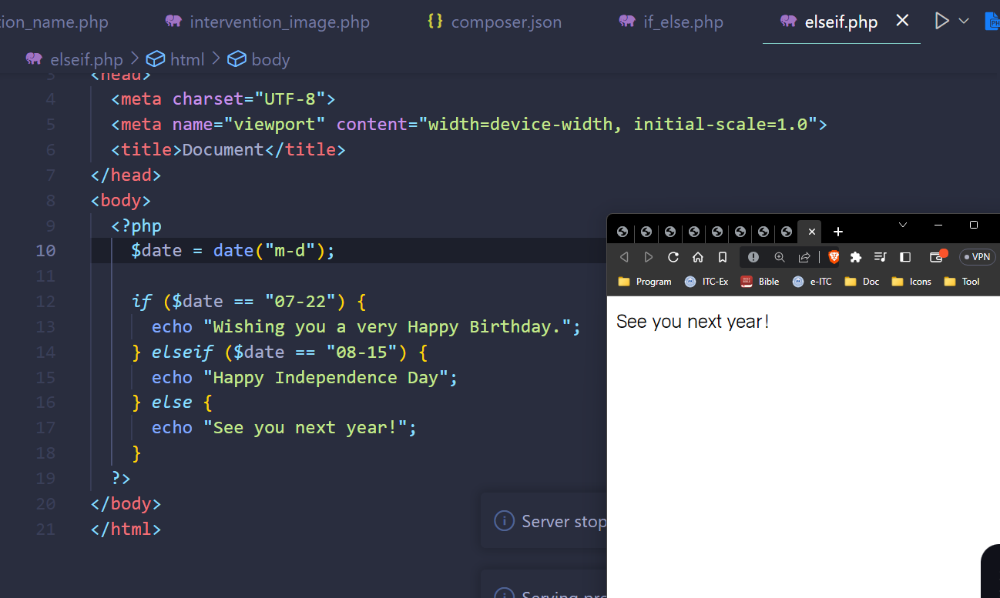 ion_name.php intervention_image.php {} composer.json if_else.php elseif.php
elseif.php > html > body
3 <head>
4 <meta charset="UTF-8">
5 <meta name="viewport" content="width=device-width, initial-scale=1.0">
6 <title>Document</title>
7 </head>
8 <body>
9 <?php
10 $date = date("m-d");
11
12 if ($date == "07-22") {
13 echo "Wishing you a very Happy Birthday.";
14 } elseif ($date == "08-15") {
15 echo "Happy Independence Day";
16 } else {
17 echo "See you next year!";
18 }
19 ?>
20 </body>
21 </html>
VPN
Program ITC-Ex Bible e-ITC Doc Icons Tool
See you next year!
Server stop
Serving pr